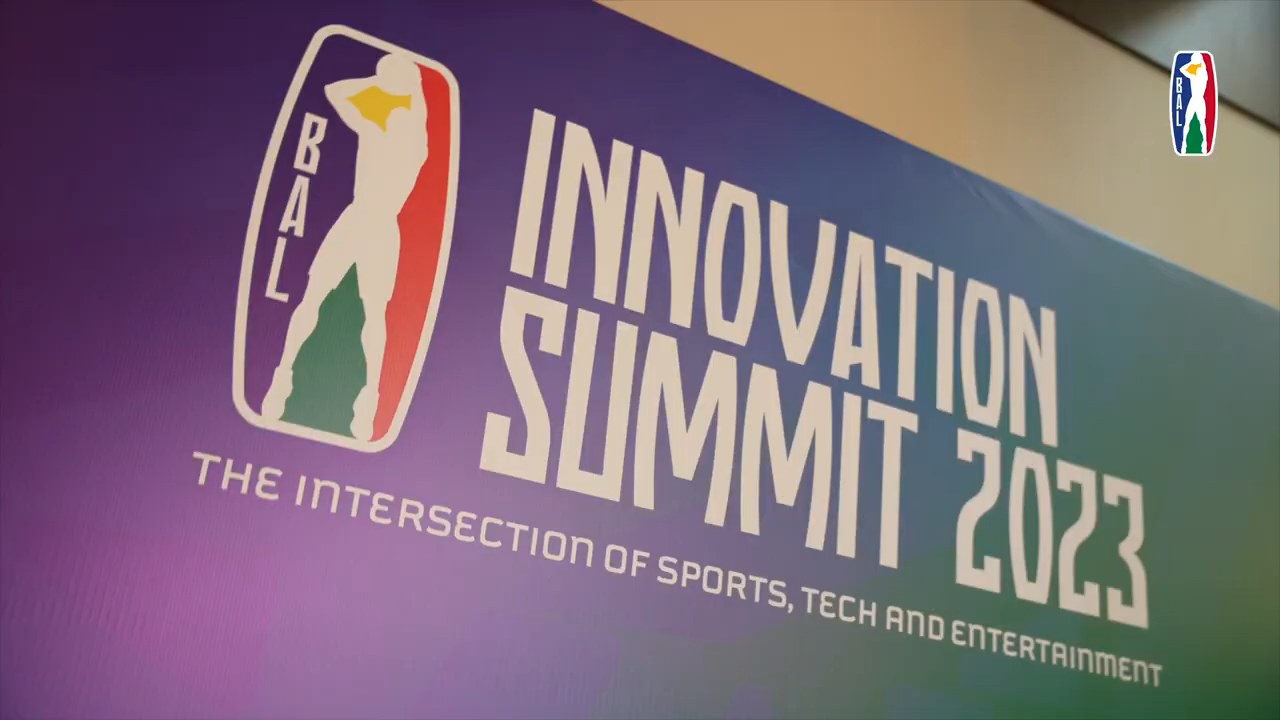 BAL
INNOVATION
SUMMIT 2023
THE INTERSECTION OF SPORTS, TECH AND ENTERTAINMENT
BAL